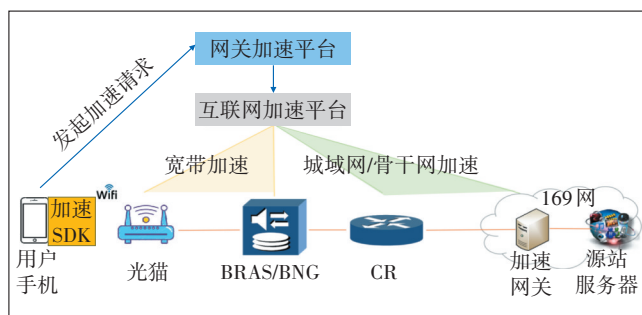 网关加速平台
发起加速请求
互联网加速平台
宽带加速
城域网/骨干网加速
Wifi
加速
SDK
169网
用户
手机
光猫
BRAS/BNG
CR
加速
网关
源站
服务器